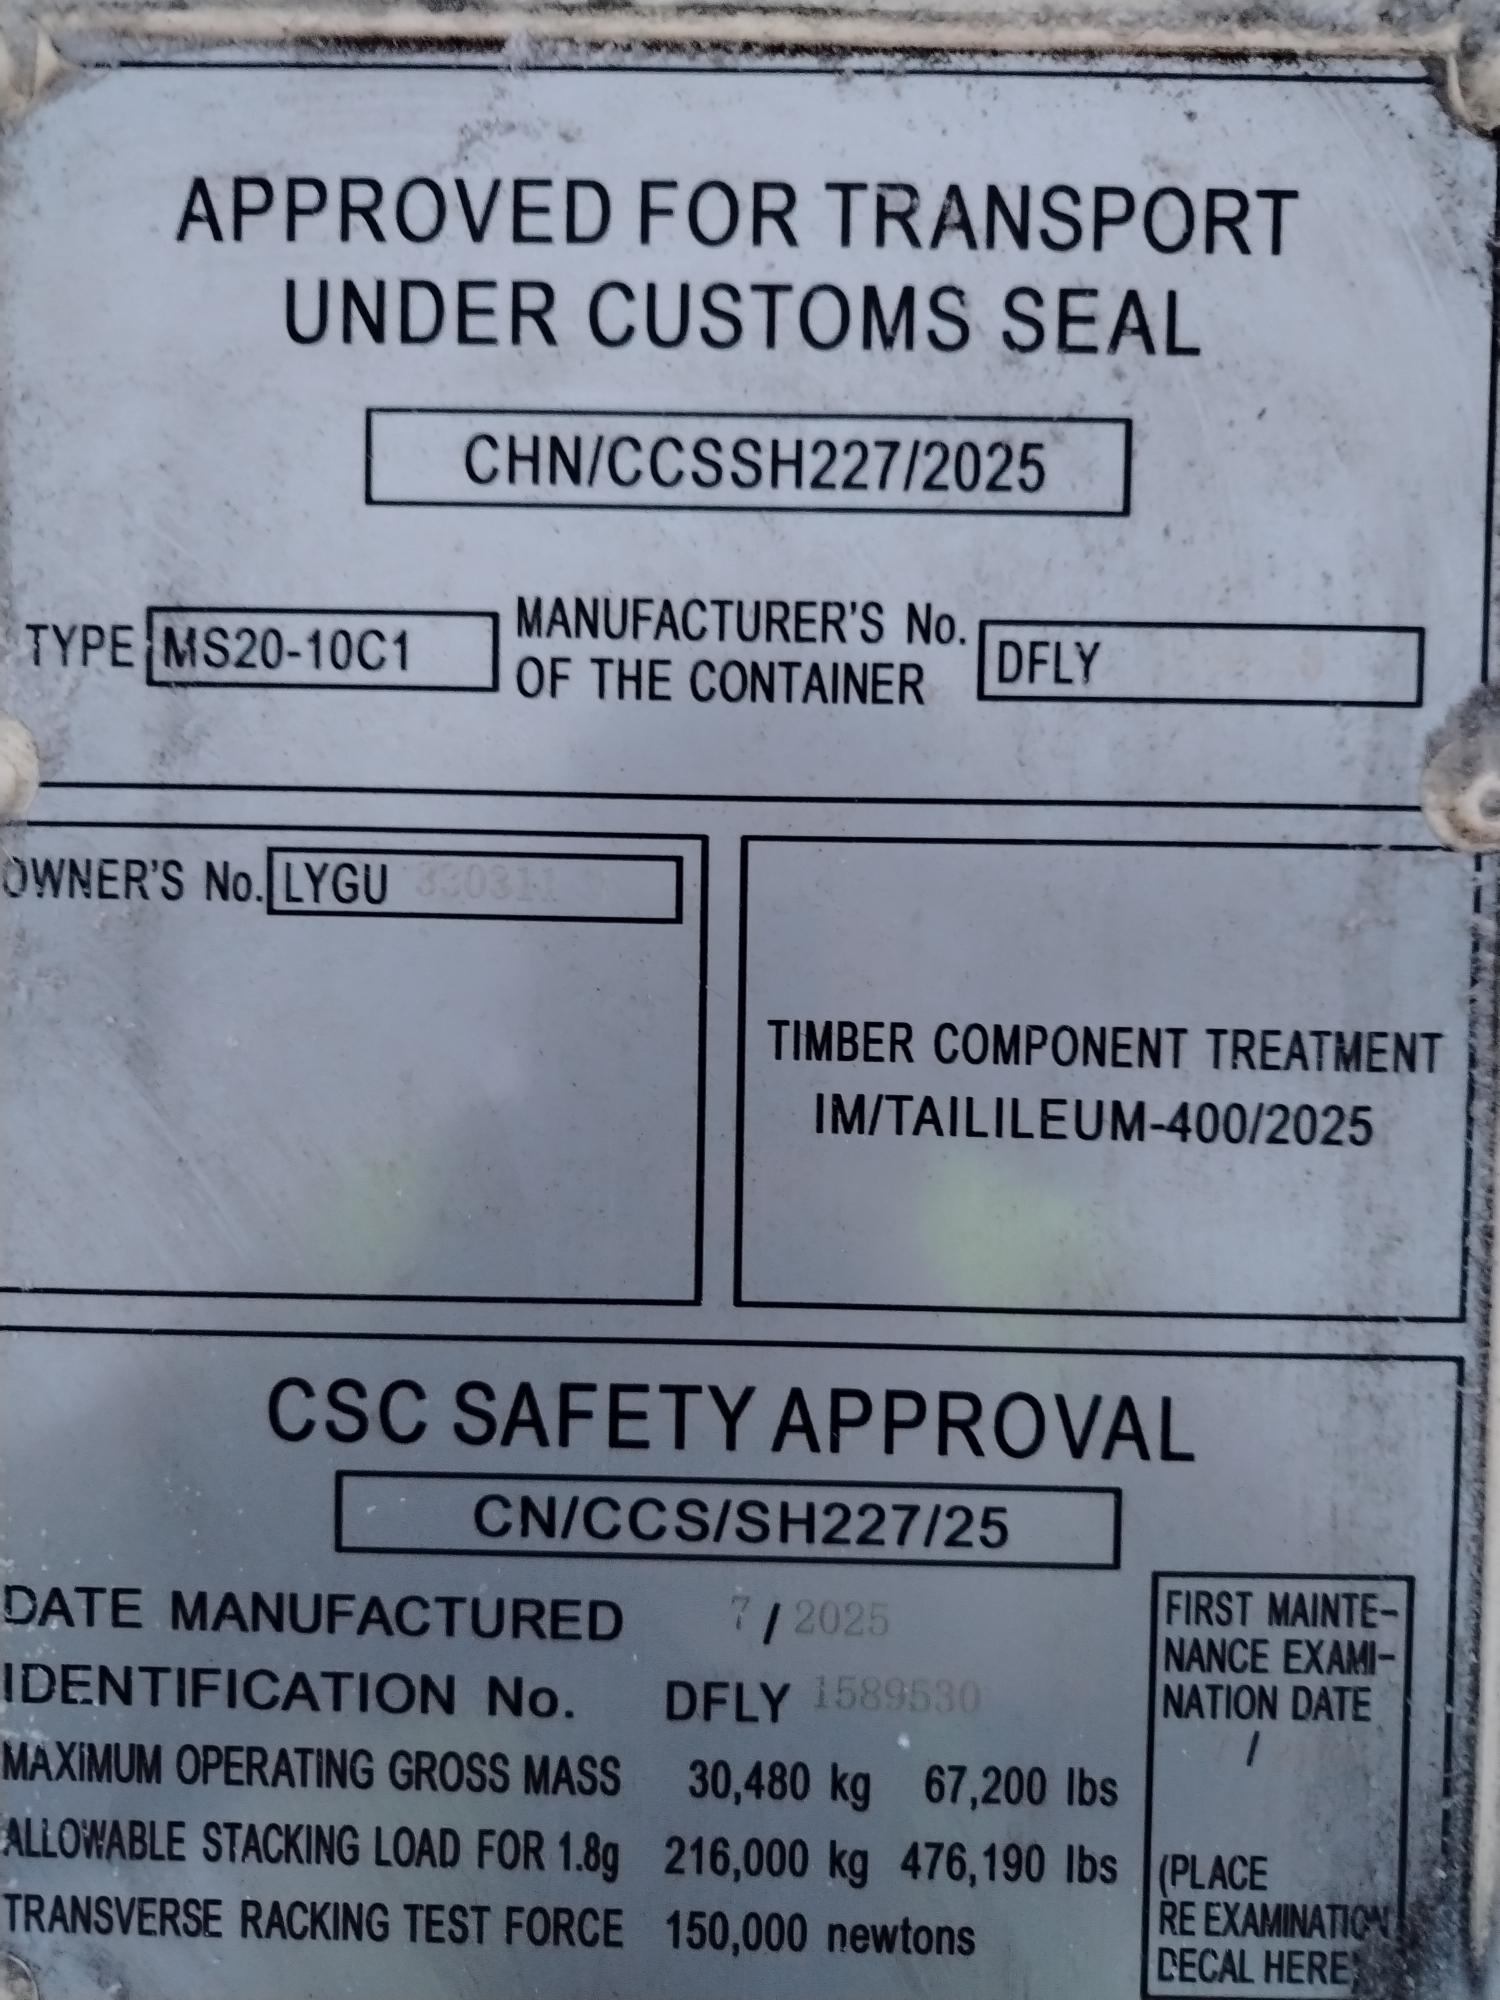 APPROVED FOR TRANSPORT
UNDER CUSTOMS SEAL
CHN/CCSSH227/2025
TYPE MS20-10C1 MANUFACTURER'S No. OF THE CONTAINER DFLY
OWNER'S No. LYGU
TIMBER COMPONENT TREATMENT
IM/TAILILEUM-400/2025
CSC SAFETY APPROVAL
CN/CCS/SH227/25
DATE MANUFACTURED 7 / 2025
IDENTIFICATION No. DFLY 1589530
MAXIMUM OPERATING GROSS MASS 30,480 kg 67,200 lbs
ALLOWABLE STACKING LOAD FOR 1.8g 216,000 kg 476,190 lbs
TRANSVERSE RACKING TEST FORCE 150,000 newtons
FIRST MAINTE-
NANCE EXAMI-
NATION DATE
/
(PLACE
RE EXAMINATION
DECAL HERE)